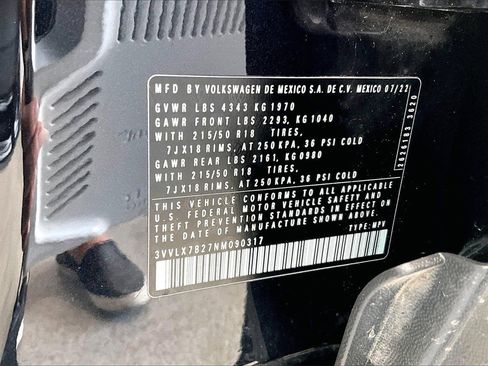 MFD BY VOLKSWAGEN DE MEXICO S.A. DE C.V. MEXICO 07/22
GVWR LBS 4343 KG 1970
GAWR FRONT LBS 2293, KG 1040
WITH 215/50 R18 TIRES,
7JX18 RIMS, AT 250 KPA, 36 PSI COLD
GAWR REAR LBS 2161, KG 0980
WITH 215/50 R18 TIRES,
7JX18 RIMS, AT 250 KPA, 36 PSI COLD
THIS VEHICLE CONFORMS TO ALL APPLICABLE
U.S. FEDERAL MOTOR VEHICLE SAFETY AND
THEFT PREVENTION STANDARDS IN EFFECT ON
THE DATE OF MANUFACTURE SHOWN ABOVE.
3VVLX7B27NM090317 TYPE: MPV
2626163 3620